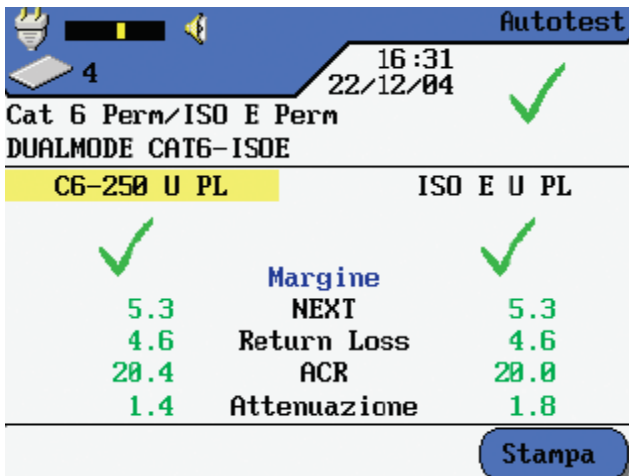 Autotest
4
16:31
22/12/04
Cat 6 Perm/ISO E Perm
DUALMODE CAT6-ISOE
C6-250 U PL ISO E U PL
Margine
5.3 NEXT 5.3
4.6 Return Loss 4.6
20.4 ACR 20.0
1.4 Attenuazione 1.8
Stampa